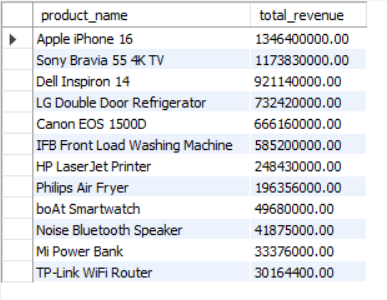 product_name total_revenue
Apple iPhone 16 1346400000.00
Sony Bravia 55 4K TV 1173830000.00
Dell Inspiron 14 921140000.00
LG Double Door Refrigerator 732420000.00
Canon EOS 1500D 666160000.00
IFB Front Load Washing Machine 585200000.00
HP LaserJet Printer 248430000.00
Philips Air Fryer 196356000.00
boAt Smartwatch 49680000.00
Noise Bluetooth Speaker 41875000.00
Mi Power Bank 33376000.00
TP-Link WiFi Router 30164400.00